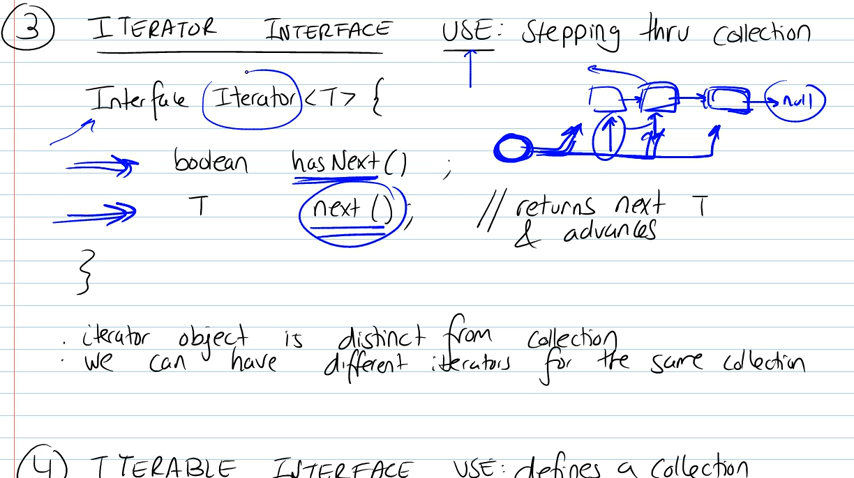 3 ITERATOR INTERFACE USE: Stepping thru collection
Interface Iterator<T> {
null
boolean hasNext() ;
T next(); // returns next T
& advances
}
. iterator object is distinct from collection
. we can have different iterators for the same collection
4 ITERABLE INTERFACE USE: defines a collection